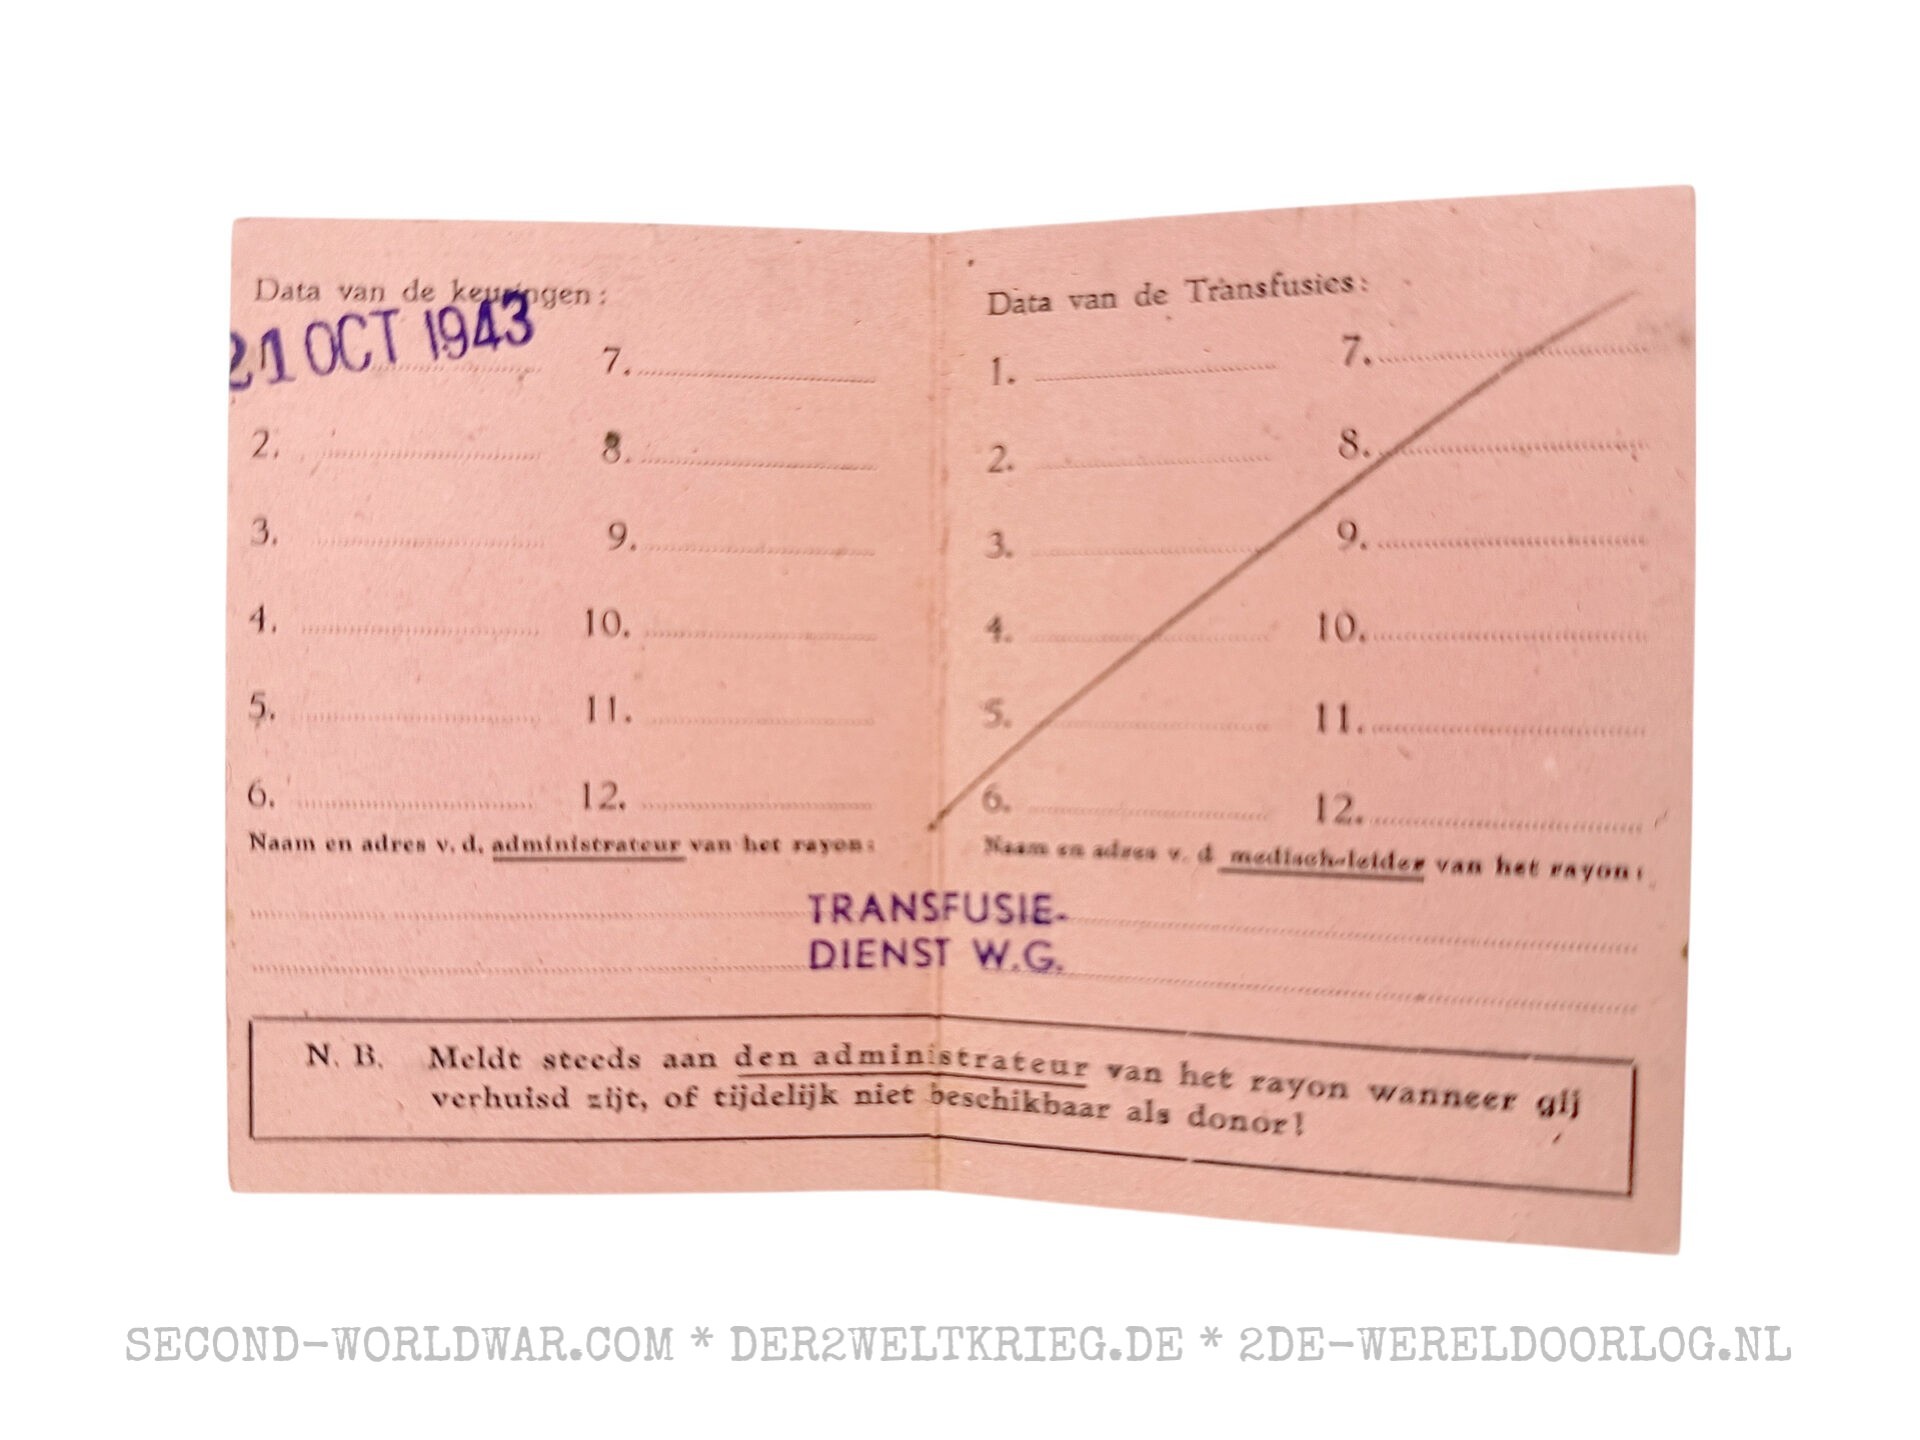 Data van de keuringen:
21 OCT 1943
7.
2.
8.
3.
9.
4.
10.
5.
11.
6.
12.
Naam en adres v. d. administrateur van het rayon:
Data van de Transfusies:
1.
7.
2.
8.
3.
9.
4.
10.
5.
11.
6.
12.
Naam en adres v. d. medisch-leider van het rayon:
TRANSFUSIE-
DIENST W.G.
N. B. Meldt steeds aan den administrateur van het rayon wanneer gij
verhuisd zijt, of tijdelijk niet beschikbaar als donor!
SECOND-WORLDWAR.COM * DER2WELTKRIEG.DE * 2DE-WERELDOORLOG.NL